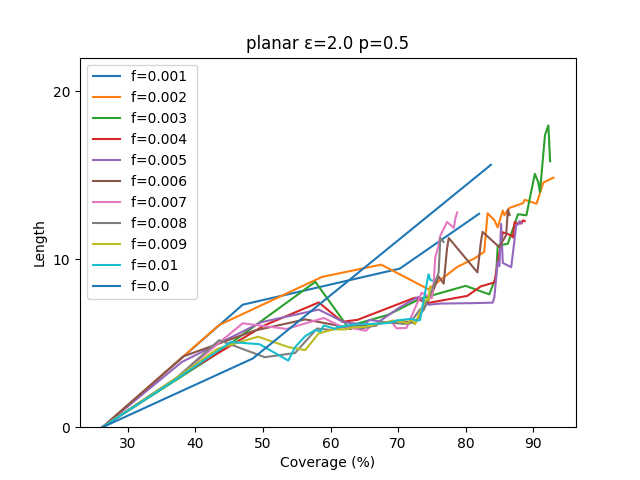 planar ε=2.0 p=0.5
20
10
0
Length
f=0.001
f=0.002
f=0.003
f=0.004
f=0.005
f=0.006
f=0.007
f=0.008
f=0.009
f=0.01
f=0.0
30 40 50 60 70 80 90
Coverage (%)